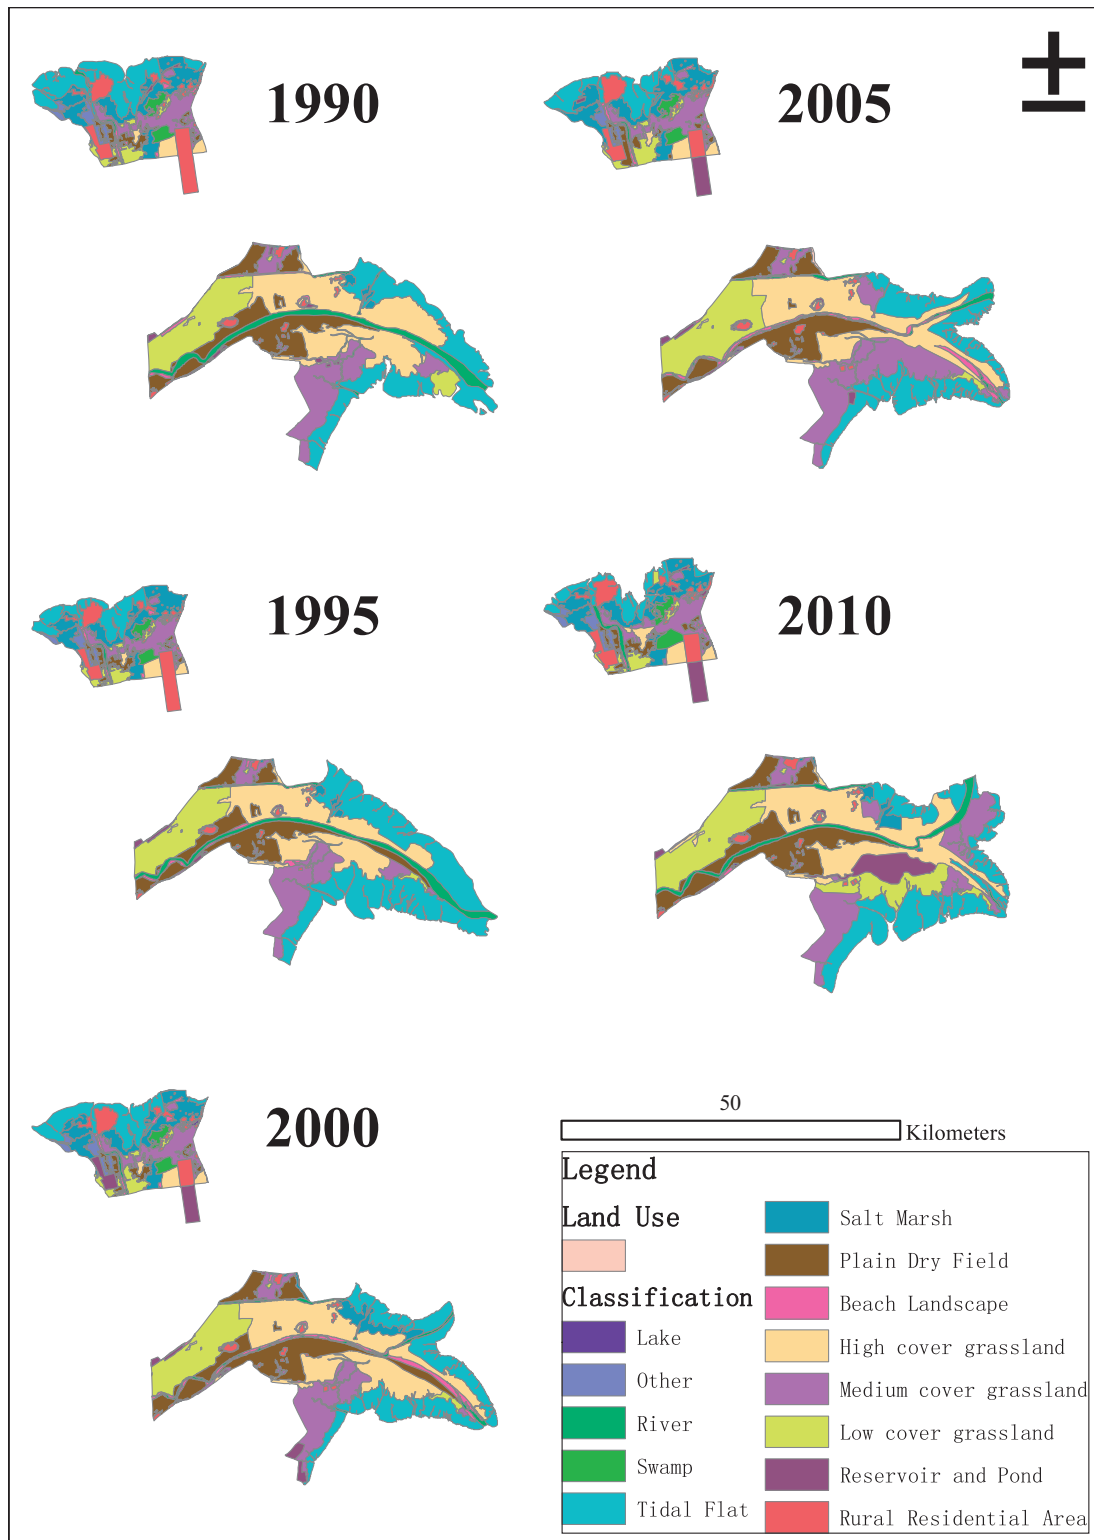 1990
2005
1995
2010
2000
50
Kilometers
Legend
Land Use
Classification
Lake
Other
River
Swamp
Tidal Flat
Salt Marsh
Plain Dry Field
Beach Landscape
High cover grassland
Medium cover grassland
Low cover grassland
Reservoir and Pond
Rural Residential Area